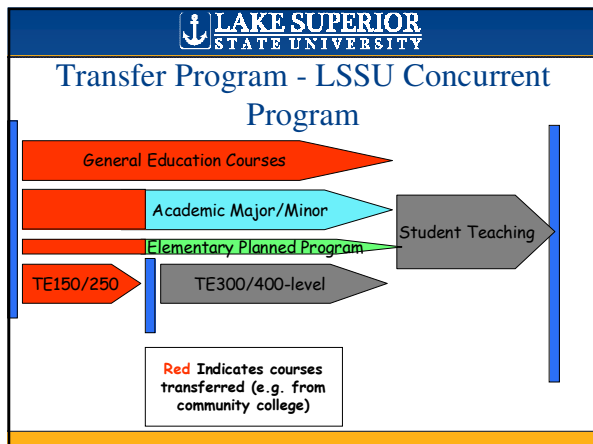 LAKE SUPERIOR
STATE UNIVERSITY
Transfer Program - LSSU Concurrent
Program
General Education Courses
Academic Major/Minor
Elementary Planned Program
Student Teaching
TE150/250
TE300/400-level
Red Indicates courses
transferred (e.g. from
community college)